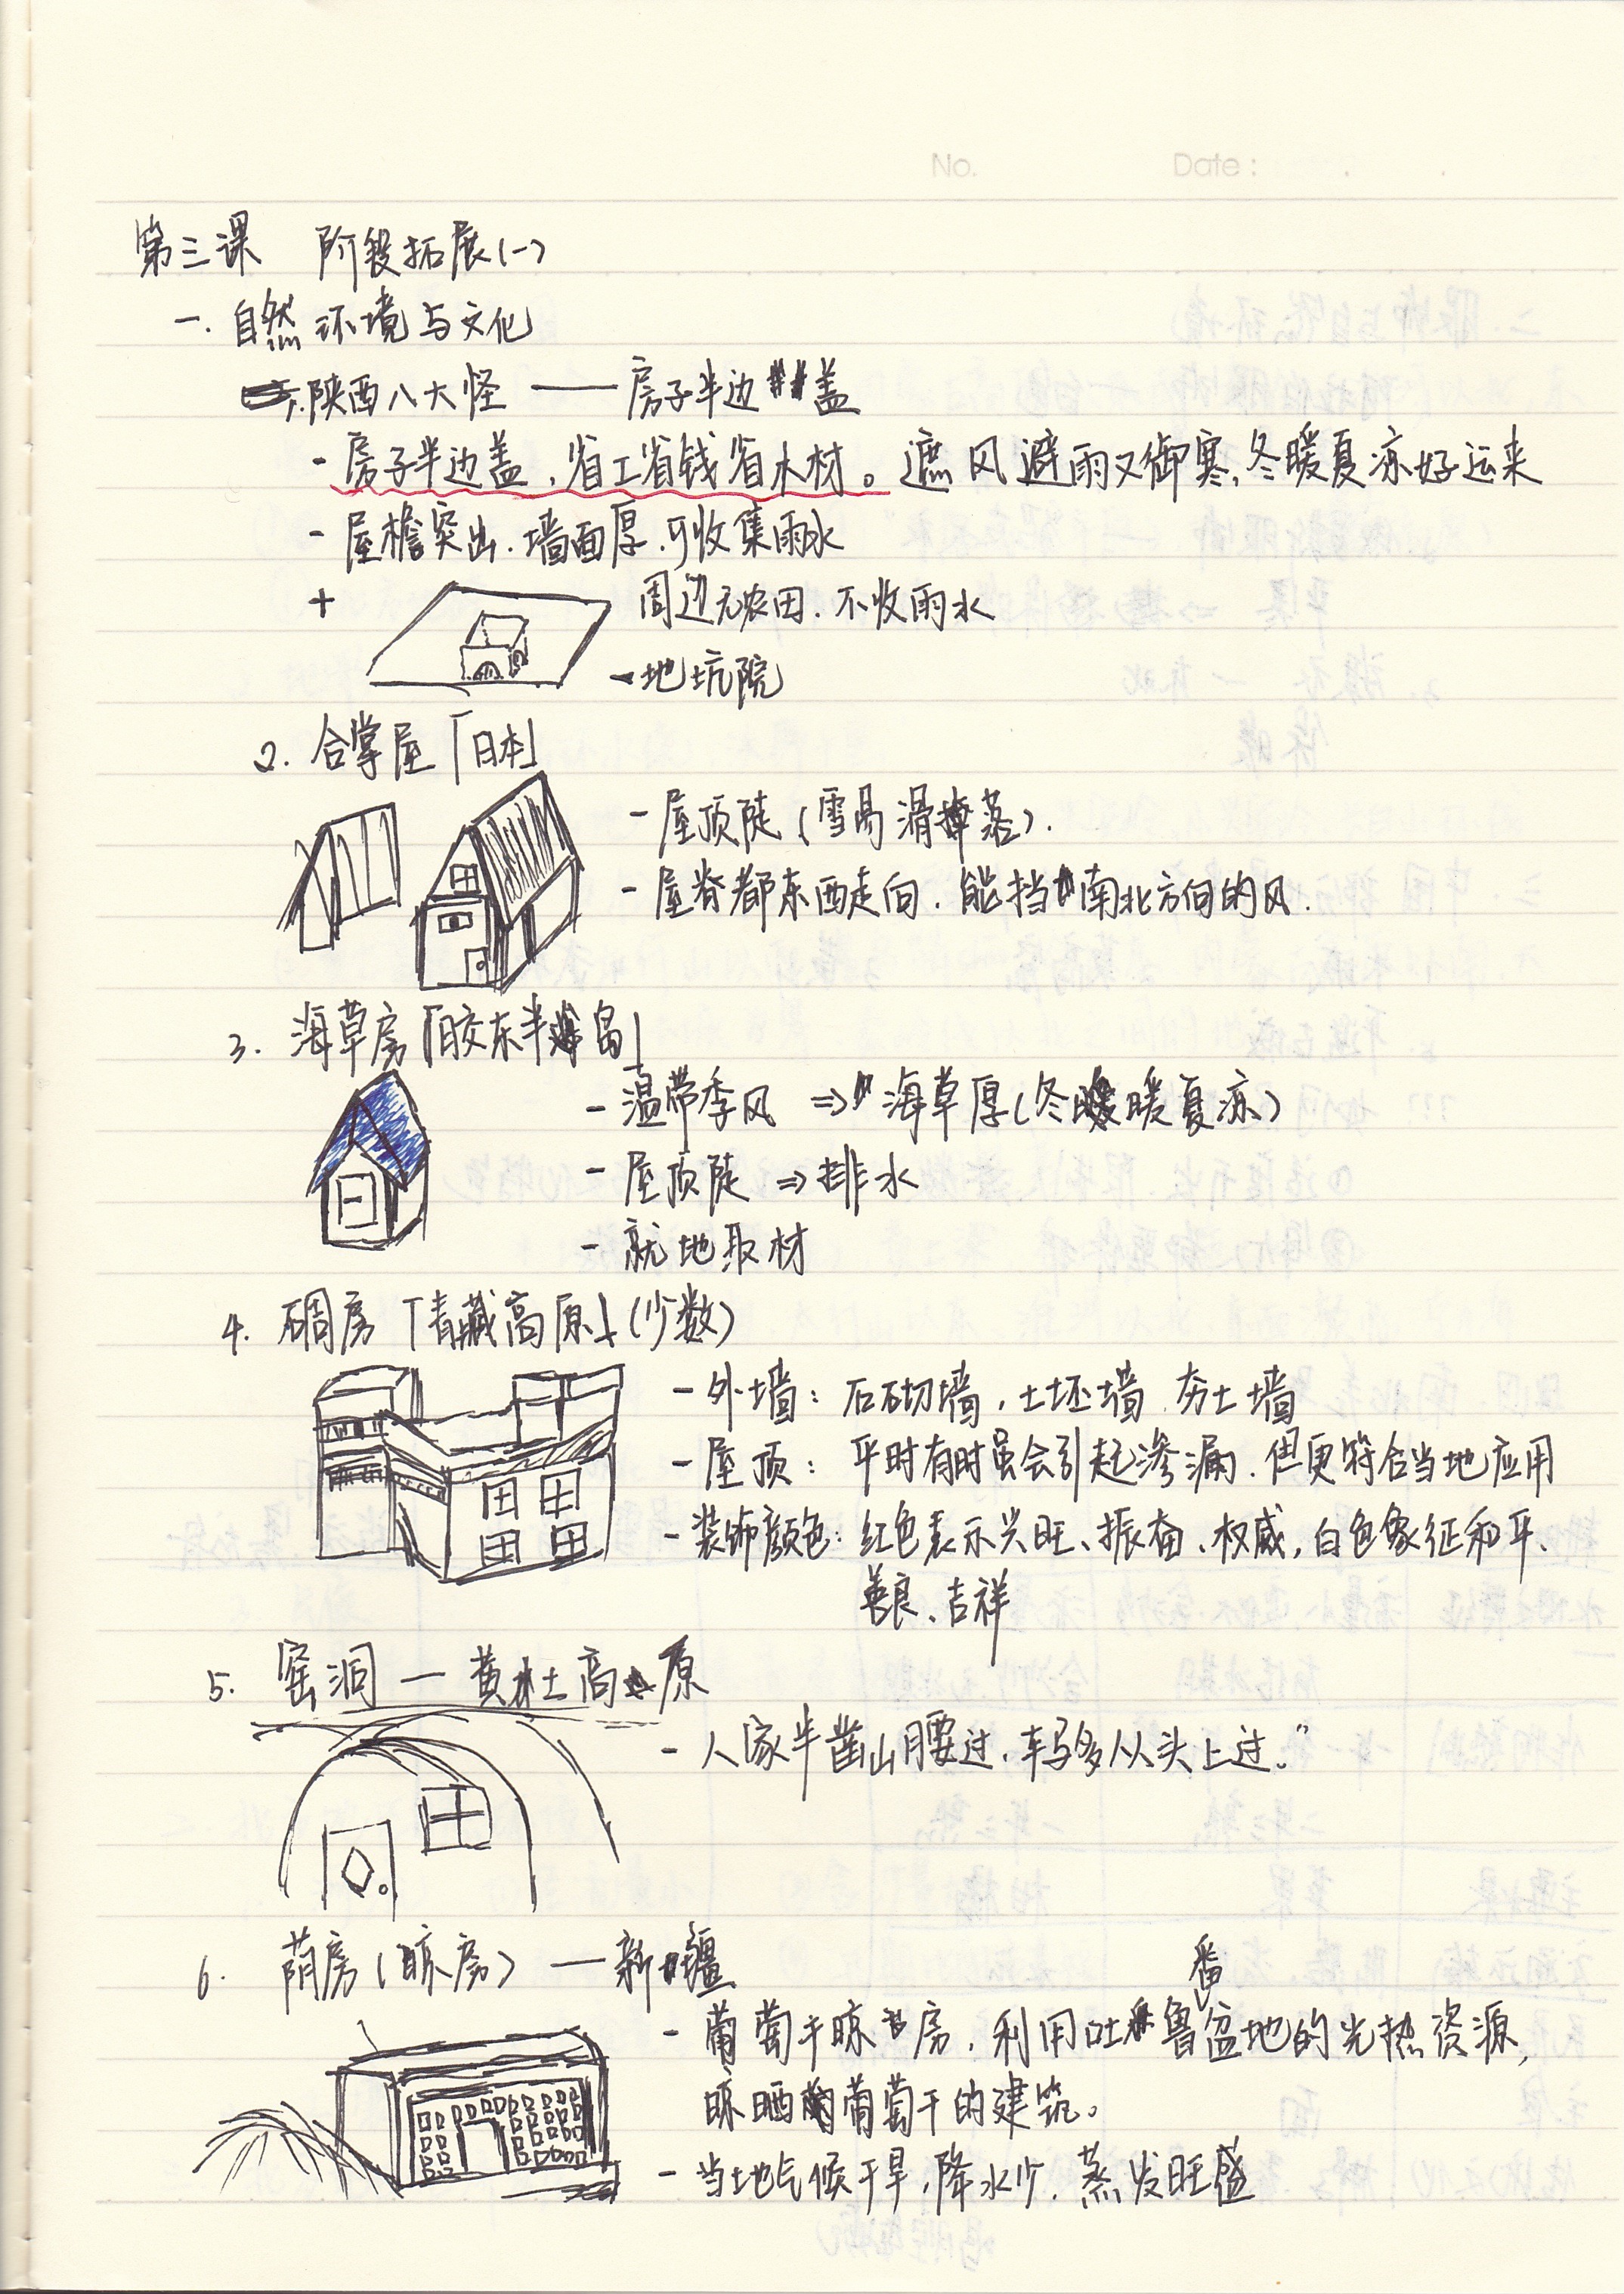 No. Date: . .
第三课 阶段拓展(一)
一. 自然环境与文化
1. 陕西八大怪 —— 房子半边盖
- 房子半边盖，省工省钱省木材。遮风避雨又御寒，冬暖夏凉好运来
- 屋檐突出.墙面厚.可收集雨水
+ 周边无农田.不收雨水
- 地坑院
2. 合掌屋「日本」
- 屋顶陡(雪易滑落).
- 屋脊都东西走向.能挡南北方向的风.
3. 海草房「胶东半岛」
- 温带季风 ⇒ 海草厚(冬暖夏凉)
- 屋顶陡 ⇒ 排水
- 就地取材
4. 碉房「青藏高原」(少数)
- 外墙: 石砌墙，土坯墙.夯土墙
- 屋顶: 平时有时虽会引起渗漏.但更符合当地应用
- 装饰颜色: 红色表示兴旺、振奋、权威，白色象征和平、
善良、吉祥
5. 窑洞 — 黄土高原
- 人家半凿山腰过.车马多从头上过."
6. 荫房(晾房) — 新疆
- 葡萄干晾房，利用吐番鲁盆地的光热资源，
晾晒葡萄干的建筑。
- 当地气候干旱，降水少.蒸发旺盛